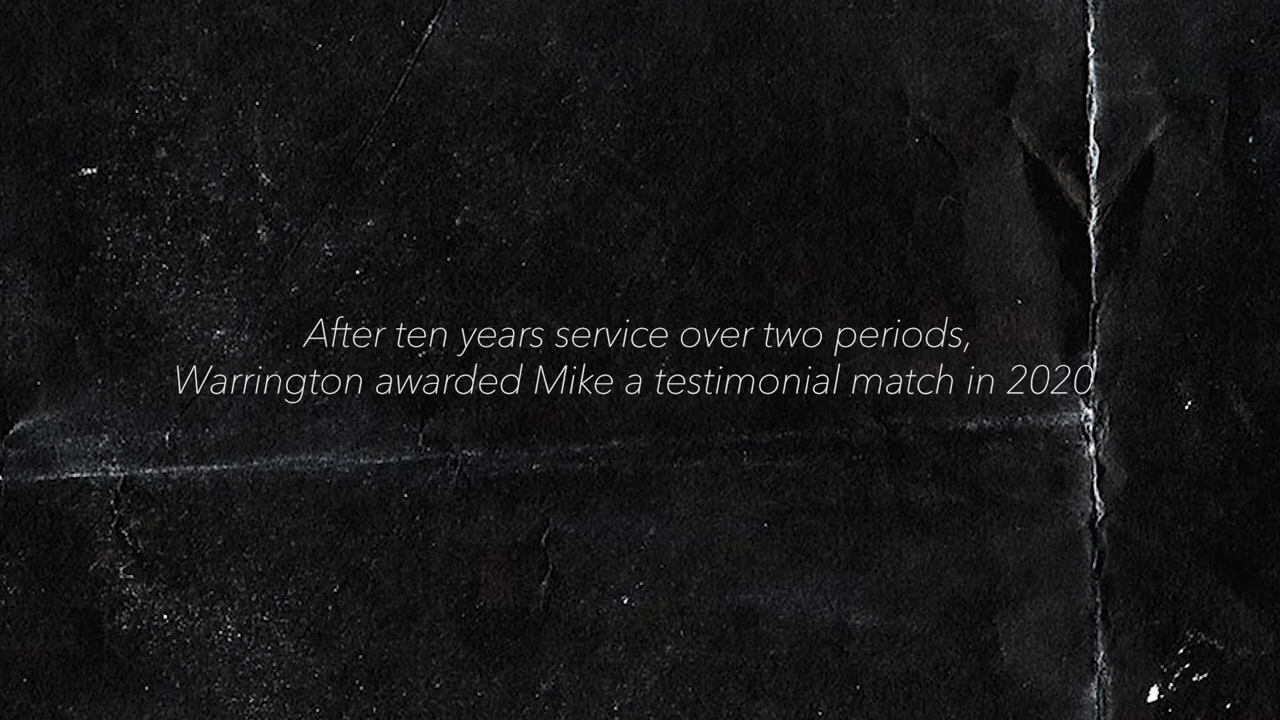 After ten years service over two periods,
Warrington awarded Mike a testimonial match in 2020